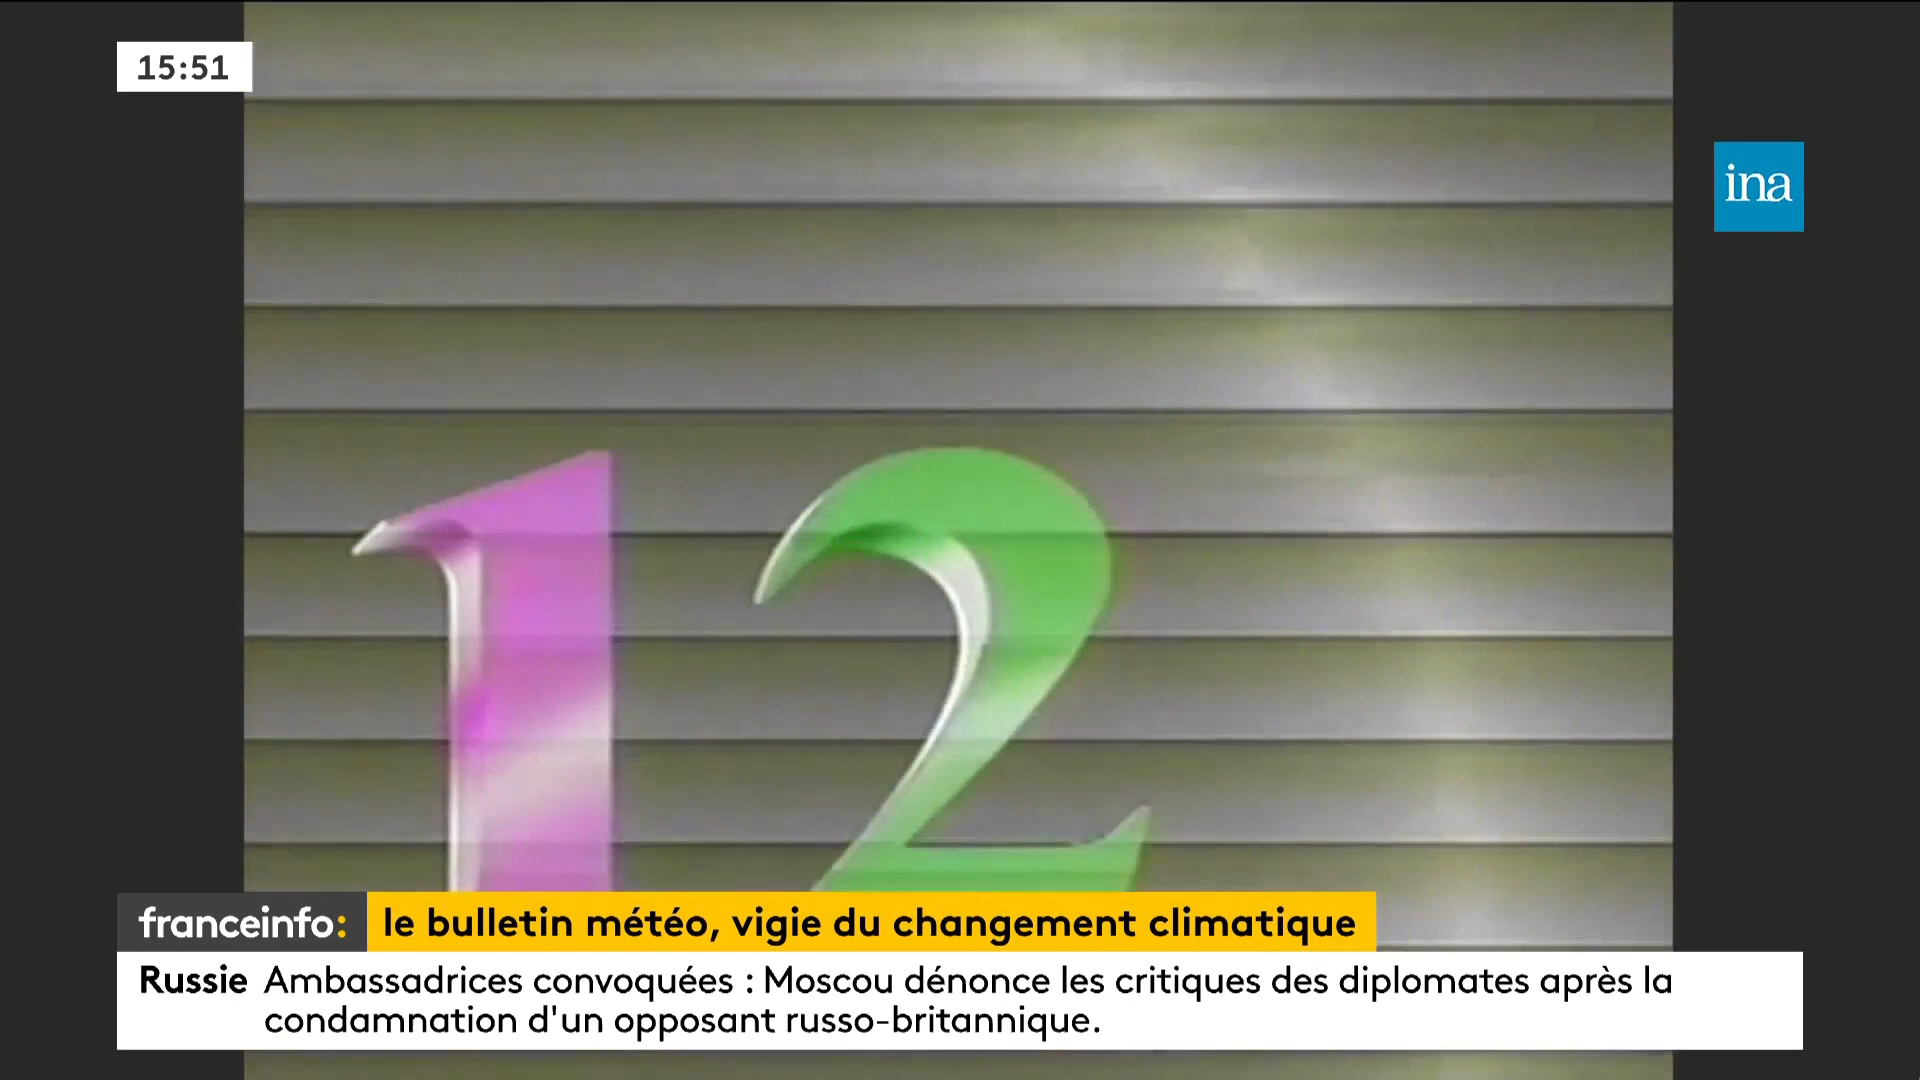 15:51
ina
12
franceinfo: le bulletin météo, vigie du changement climatique
Russie Ambassadrices convoquées : Moscou dénonce les critiques des diplomates après la
condamnation d'un opposant russo-britannique.